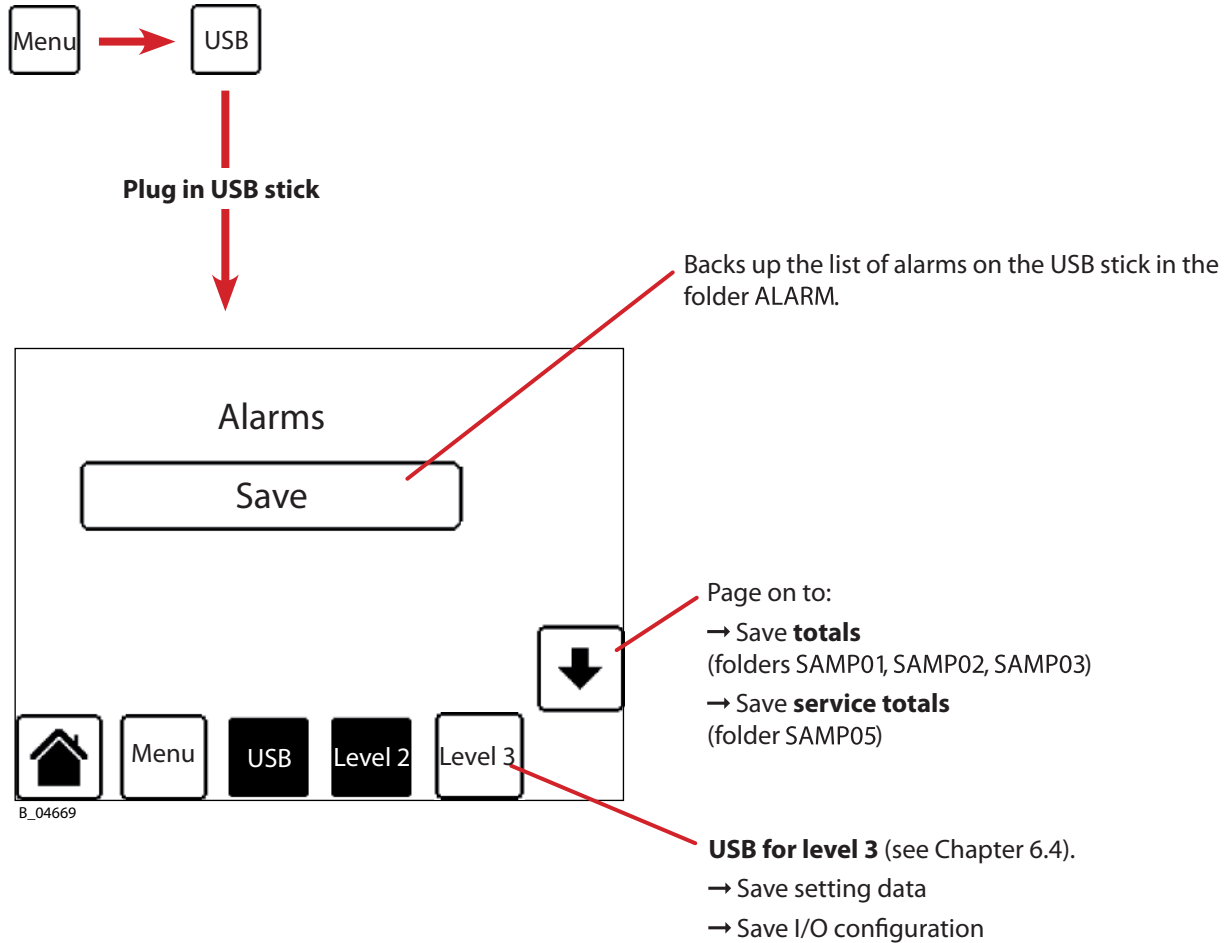 Menu
USB
Plug in USB stick
Backs up the list of alarms on the USB stick in the
folder ALARM.
Alarms
Save
Page on to:
→ Save totals
(folders SAMP01, SAMP02, SAMP03)
→ Save service totals
(folder SAMP05)
Menu
USB
Level 2
Level 3
B_04669
USB for level 3 (see Chapter 6.4).
→ Save setting data
→ Save I/O configuration